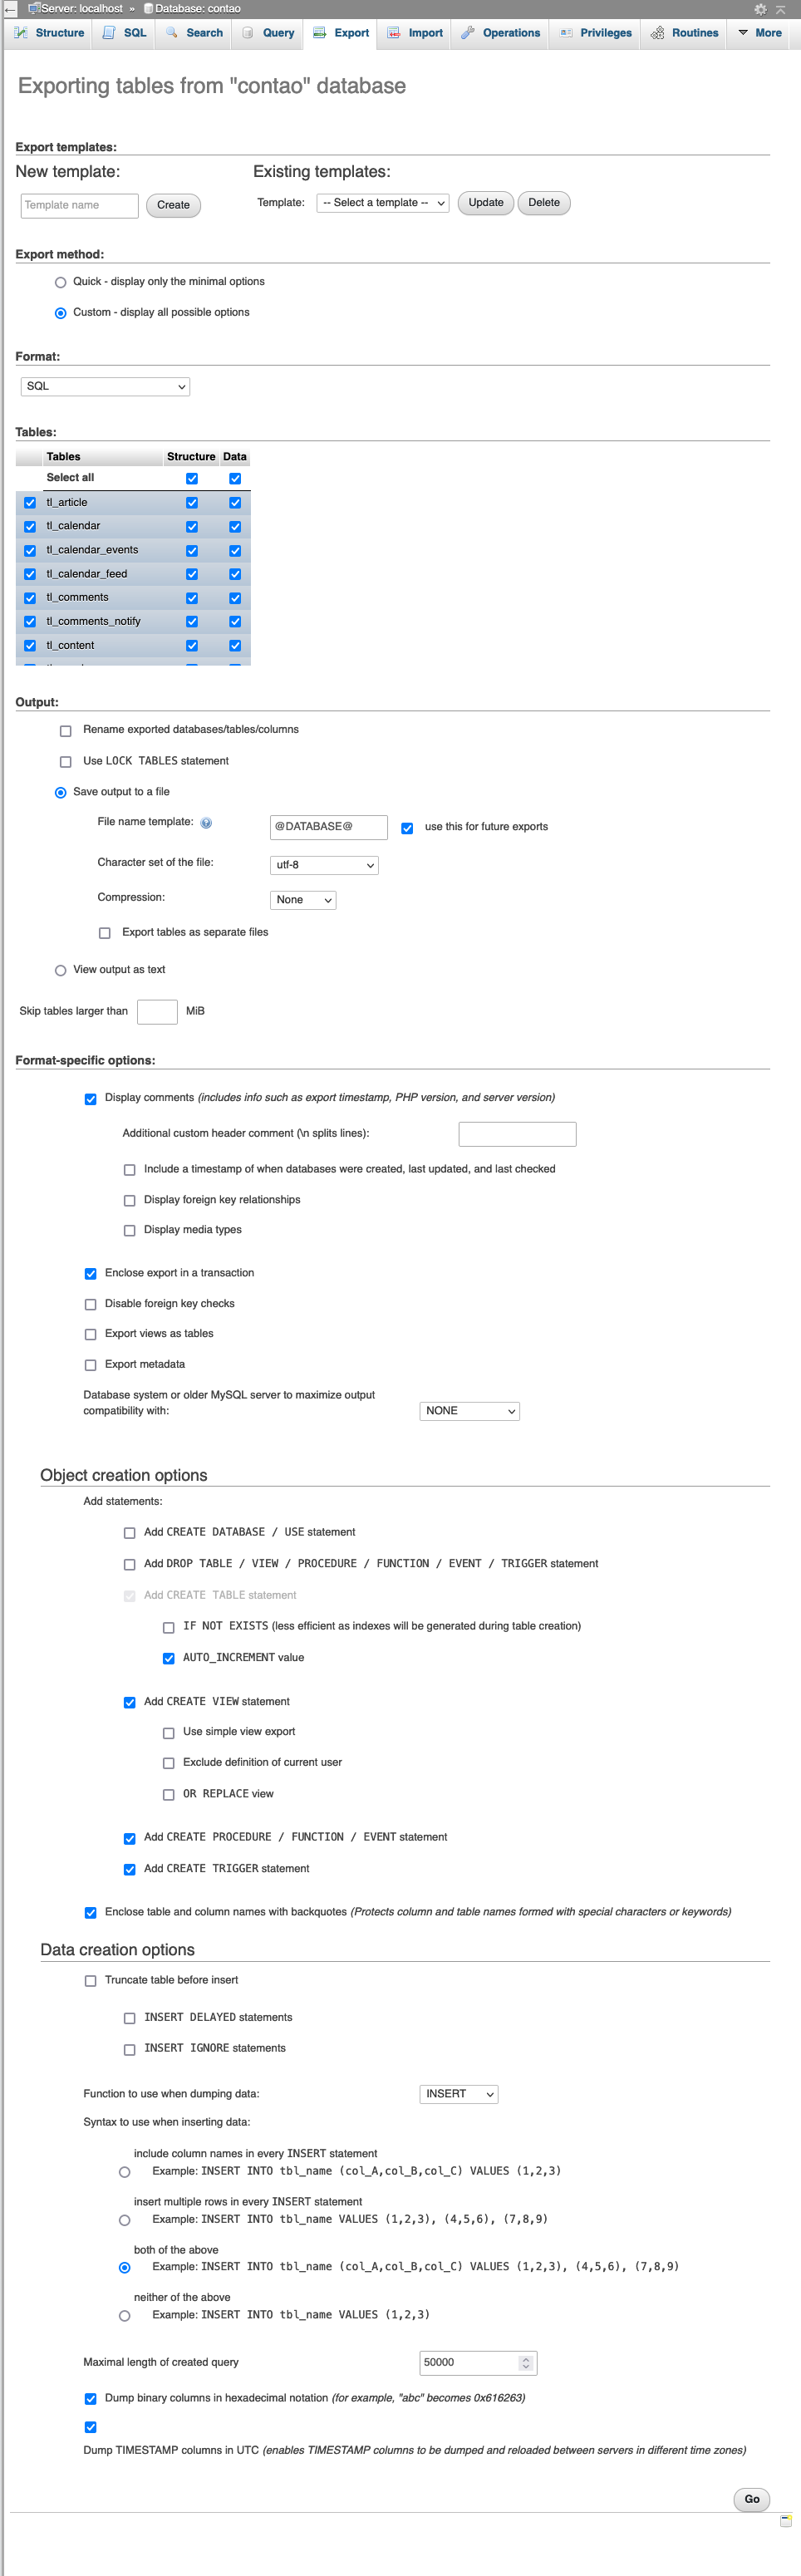 Server: localhost » Database: contao
Structure SQL Search Query Export Import Operations Privileges Routines More
Exporting tables from "contao" database
Export templates:
New template:
Existing templates:
Template name Create
Template: -- Select a template -- Update Delete
Export method:
Quick - display only the minimal options
Custom - display all possible options
Format:
SQL
Tables:
Tables Structure Data
Select all
tl_article
tl_calendar
tl_calendar_events
tl_calendar_feed
tl_comments
tl_comments_notify
tl_content
Output:
Rename exported databases/tables/columns
Use LOCK TABLES statement
Save output to a file
File name template: @DATABASE@ use this for future exports
Character set of the file: utf-8
Compression: None
Export tables as separate files
View output as text
Skip tables larger than MiB
Format-specific options:
Display comments (includes info such as export timestamp, PHP version, and server version)
Additional custom header comment (\n splits lines):
Include a timestamp of when databases were created, last updated, and last checked
Display foreign key relationships
Display media types
Enclose export in a transaction
Disable foreign key checks
Export views as tables
Export metadata
Database system or older MySQL server to maximize output
compatibility with: NONE
Object creation options
Add statements:
Add CREATE DATABASE / USE statement
Add DROP TABLE / VIEW / PROCEDURE / FUNCTION / EVENT / TRIGGER statement
Add CREATE TABLE statement
IF NOT EXISTS (less efficient as indexes will be generated during table creation)
AUTO_INCREMENT value
Add CREATE VIEW statement
Use simple view export
Exclude definition of current user
OR REPLACE view
Add CREATE PROCEDURE / FUNCTION / EVENT statement
Add CREATE TRIGGER statement
Enclose table and column names with backquotes (Protects column and table names formed with special characters or keywords)
Data creation options
Truncate table before insert
INSERT DELAYED statements
INSERT IGNORE statements
Function to use when dumping data: INSERT
Syntax to use when inserting data:
include column names in every INSERT statement
Example: INSERT INTO tbl_name (col_A,col_B,col_C) VALUES (1,2,3)
insert multiple rows in every INSERT statement
Example: INSERT INTO tbl_name VALUES (1,2,3), (4,5,6), (7,8,9)
both of the above
Example: INSERT INTO tbl_name (col_A,col_B,col_C) VALUES (1,2,3), (4,5,6), (7,8,9)
neither of the above
Example: INSERT INTO tbl_name VALUES (1,2,3)
Maximal length of created query 50000
Dump binary columns in hexadecimal notation (for example, "abc" becomes 0x616263)
Dump TIMESTAMP columns in UTC (enables TIMESTAMP columns to be dumped and reloaded between servers in different time zones)
Go